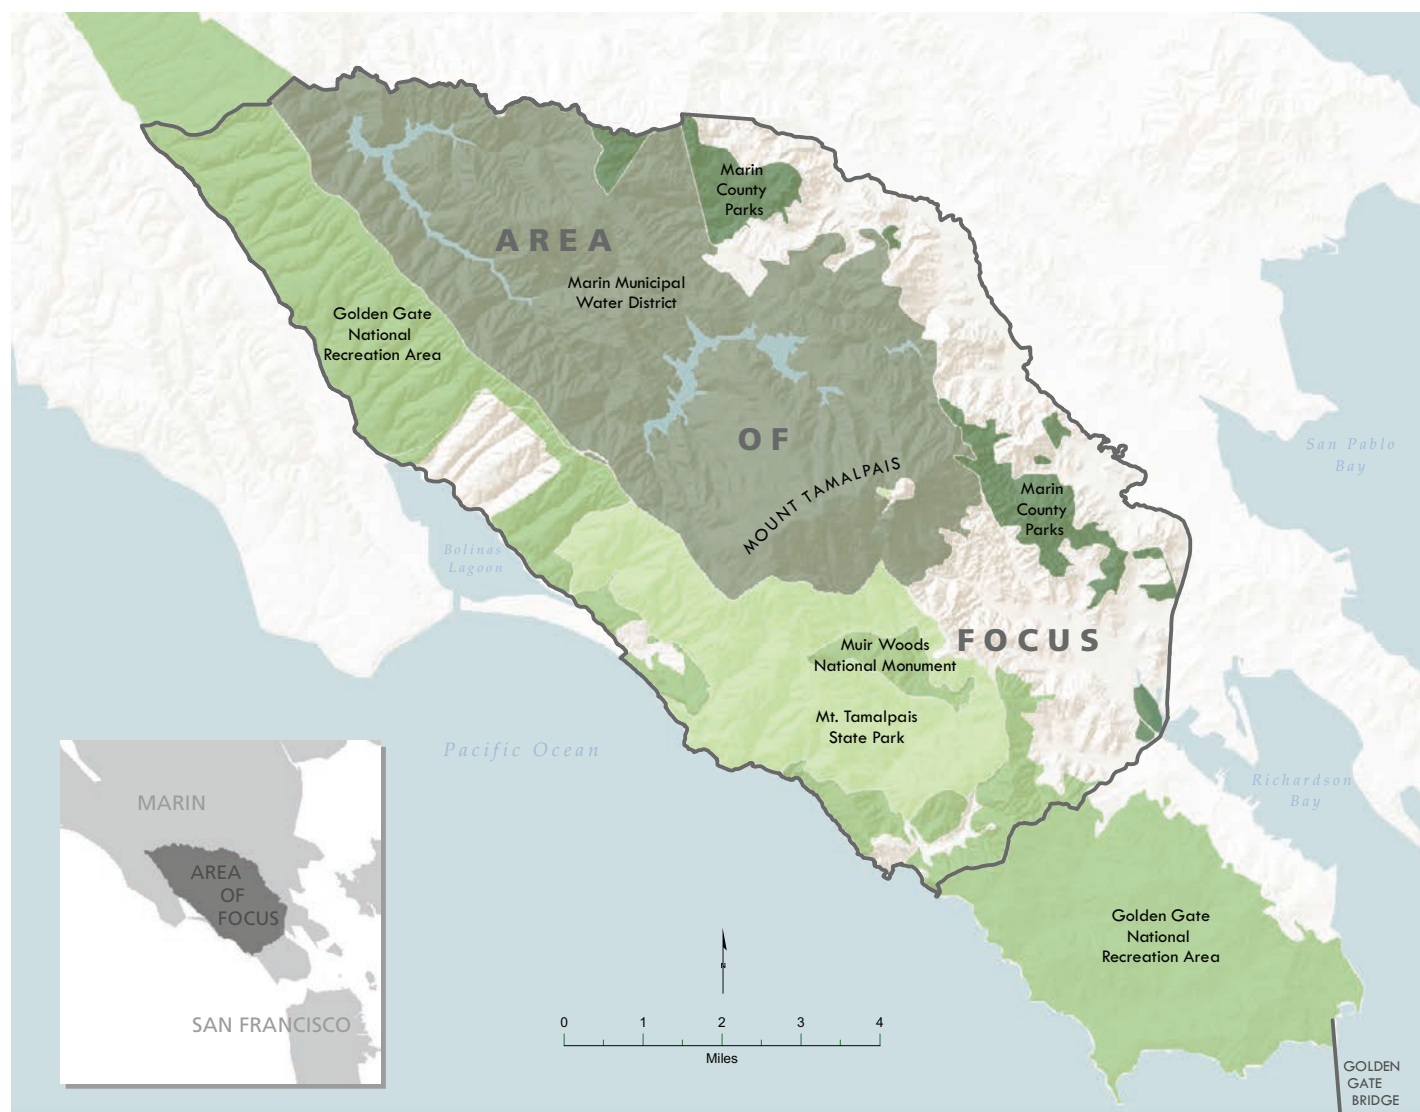 Marin
County
Parks
AREA
Marin Municipal
Water District
Golden Gate
National
Recreation Area
OF
San Pablo
Bay
MOUNT TAMALPAIS
Marin
County
Parks
Bolinas
Lagoon
FOCUS
Muir Woods
National Monument
Mt. Tamalpais
State Park
Pacific Ocean
Richardson
Bay
MARIN
AREA
OF
FOCUS
SAN FRANCISCO
Golden Gate
National
Recreation Area
N
0 1 2 3 4
Miles
GOLDEN
GATE
BRIDGE